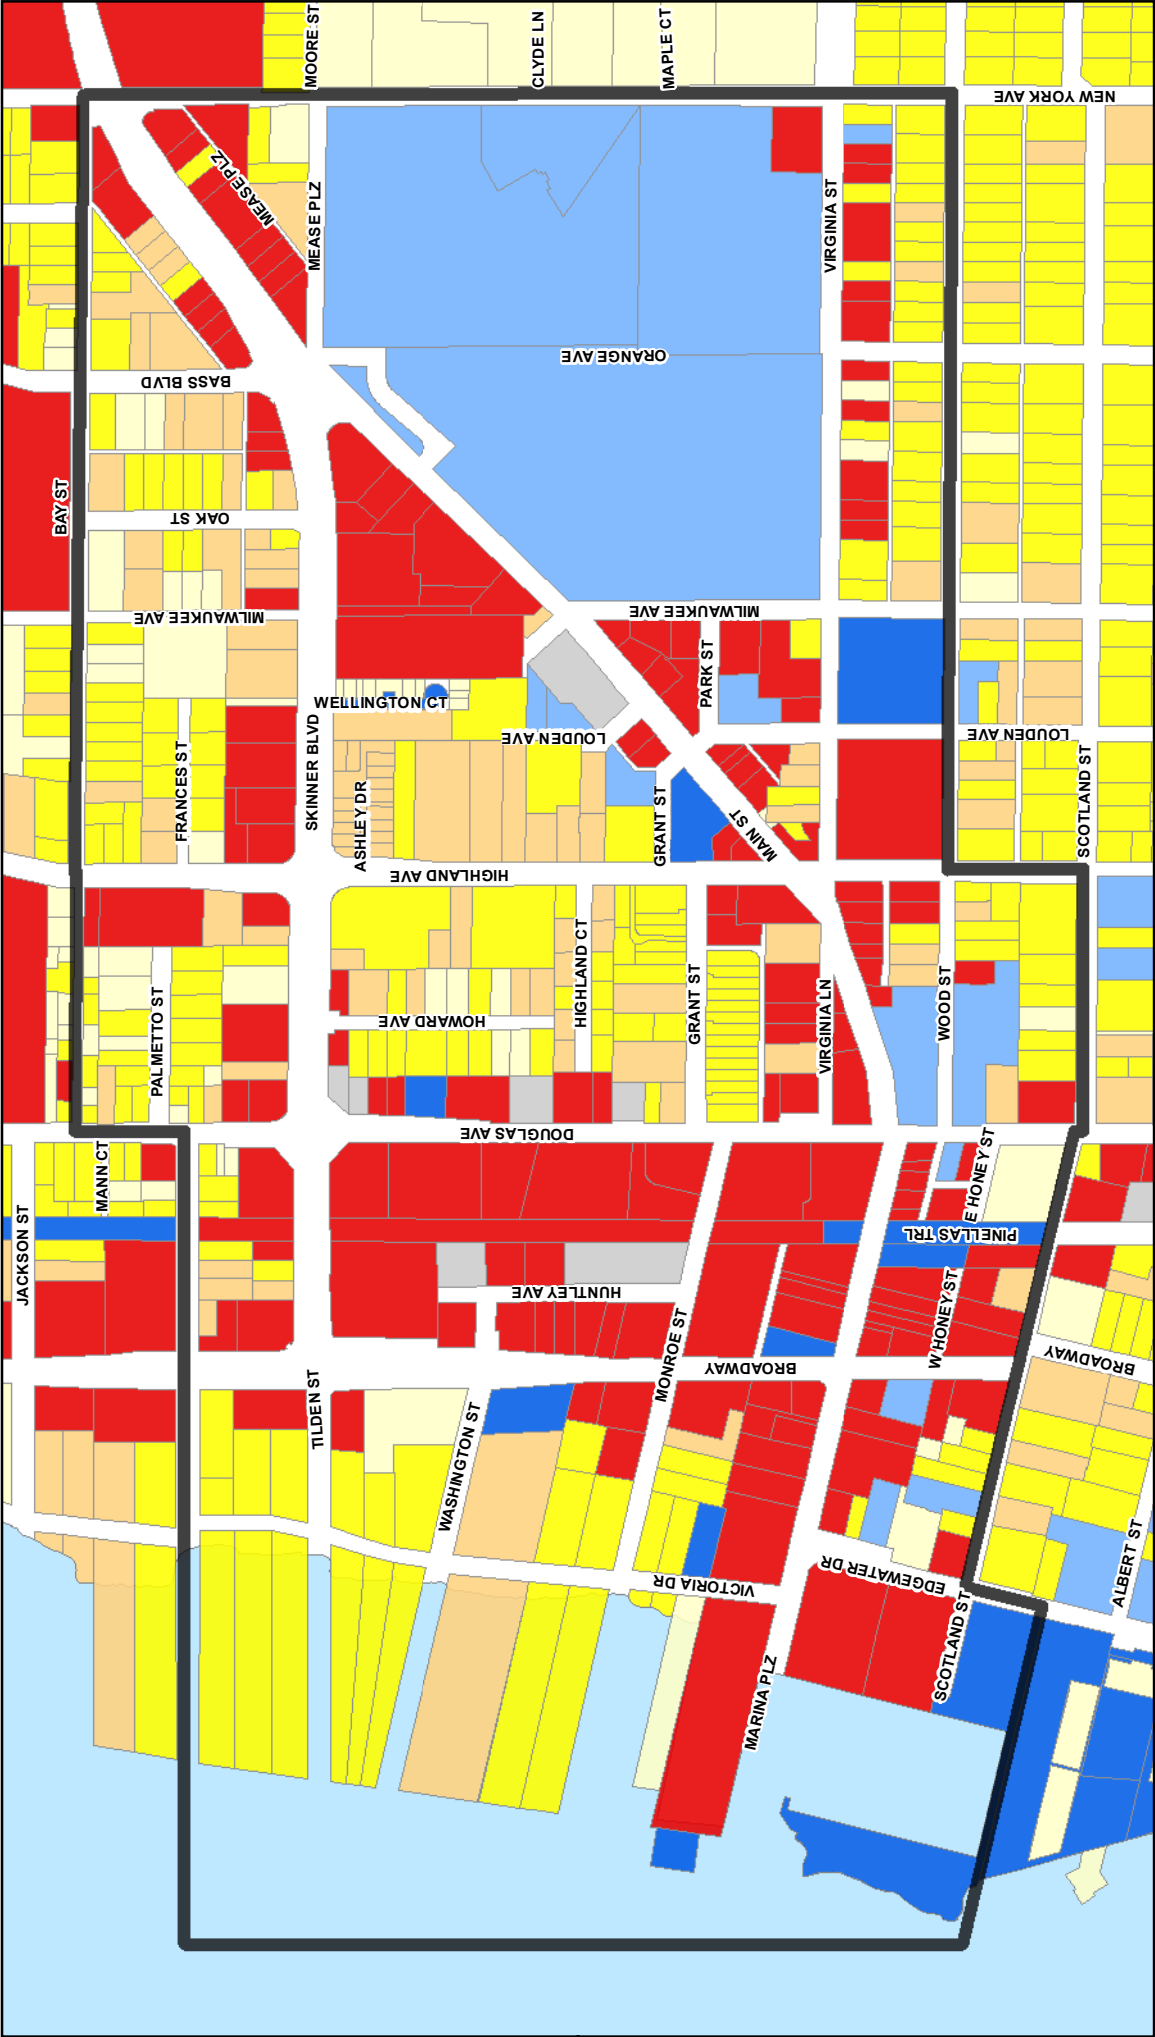 MOORE ST
CLYDE LN
MAPLE CT
NEW YORK AVE
MEASE PLZ
MEASE PLZ
VIRGINIA ST
ORANGE AVE
BASS BLVD
BAY ST
OAK ST
MILWAUKEE AVE
MILWAUKEE AVE
PARK ST
WELLINGTON CT
LOUDEN AVE
LOUDEN AVE
FRANCES ST
SKINNER BLVD
ASHLEY DR
GRANT ST
MAIN ST
SCOTLAND ST
HIGHLAND AVE
PALMETTO ST
HOWARD AVE
HIGHLAND CT
GRANT ST
VIRGINIA LN
WOOD ST
DOUGLAS AVE
MANN CT
E HONEY ST
JACKSON ST
PINELLAS TRL
HUNTLEY AVE
W HONEY ST
MONROE ST
BROADWAY
BROADWAY
TILDEN ST
WASHINGTON ST
VICTORIA DR
EDGEWATER DR
ALBERT ST
SCOTLAND ST
MARINA PLZ